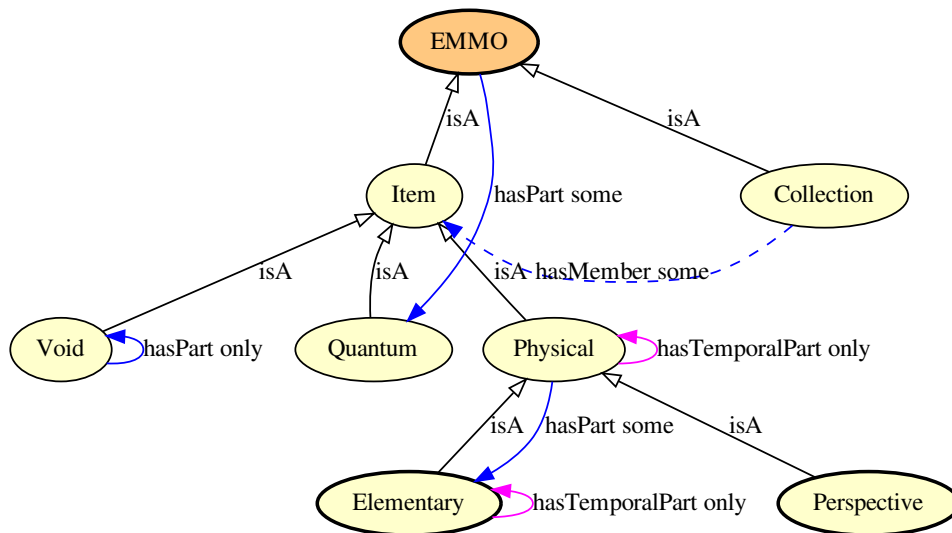 EMMO
isA
isA
Item
hasPart some
Collection
isA
isA
isA
hasMember some
Void
hasPart only
Quantum
Physical
hasTemporalPart only
isA
hasPart some
isA
Elementary
hasTemporalPart only
Perspective